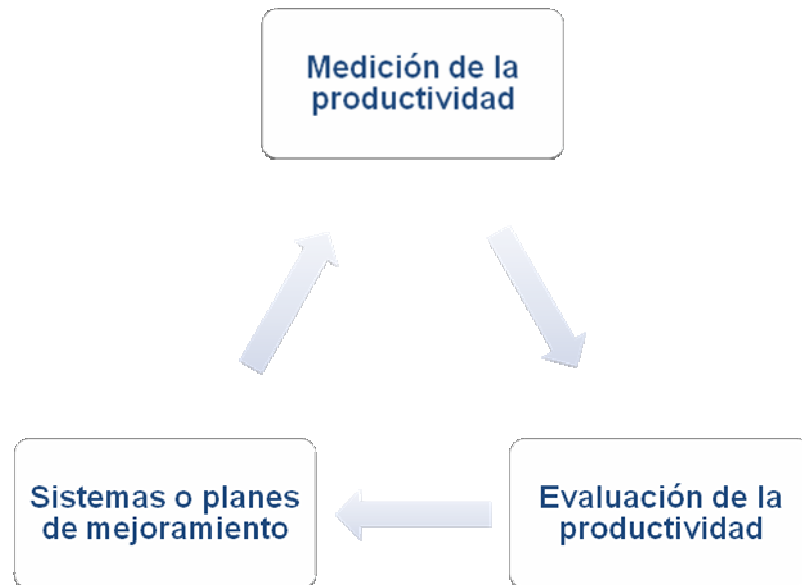 Medición de la
productividad
Sistemas o planes
de mejoramiento
Evaluación de la
productividad